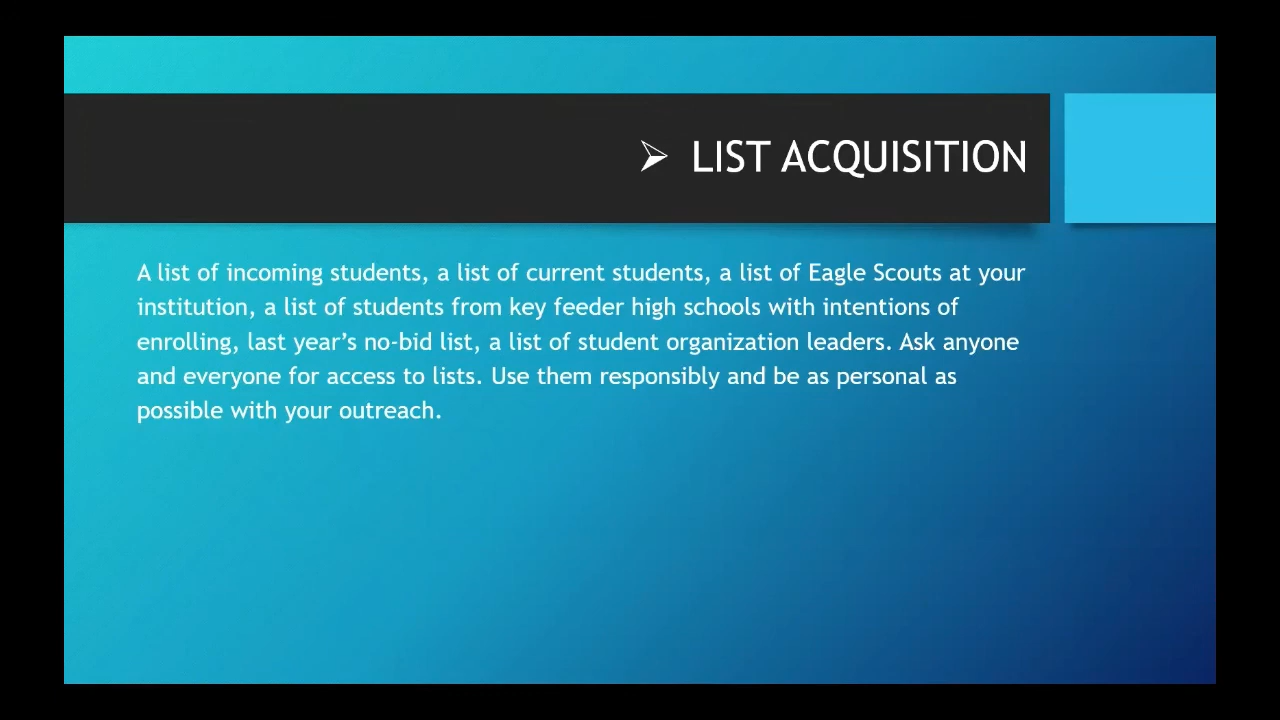 ➢ LIST ACQUISITION
A list of incoming students, a list of current students, a list of Eagle Scouts at your
institution, a list of students from key feeder high schools with intentions of
enrolling, last year’s no-bid list, a list of student organization leaders. Ask anyone
and everyone for access to lists. Use them responsibly and be as personal as
possible with your outreach.